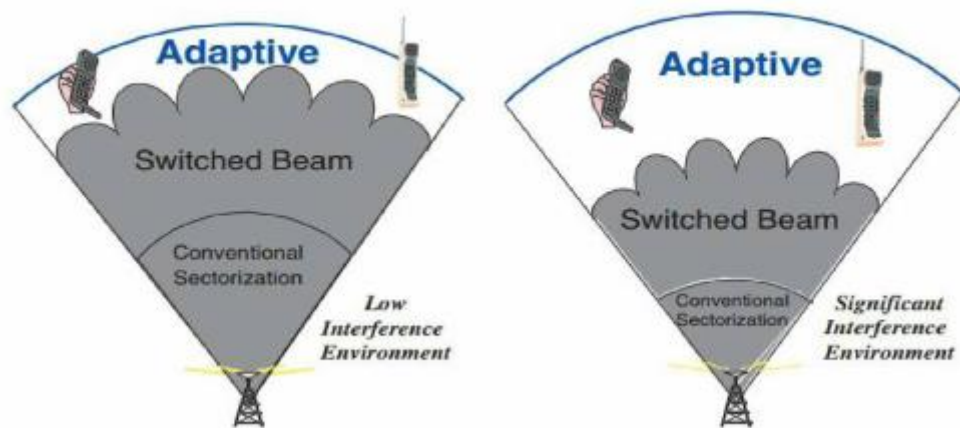 Adaptive
Switched Beam
Conventional
Sectorization
Low
Interference
Environment
Adaptive
Switched Beam
Conventional
Sectorization
Significant
Interference
Environment